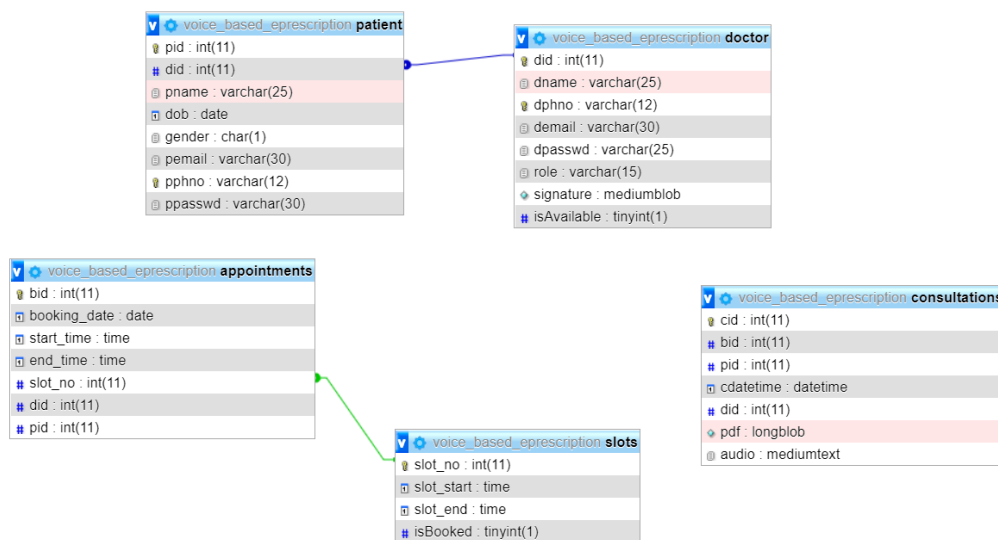 voice_based_eprescription patient
pid : int(11)
did : int(11)
pname : varchar(25)
dob : date
gender : char(1)
pemail : varchar(30)
pphno : varchar(12)
ppasswd : varchar(30)
voice_based_eprescription doctor
did : int(11)
dname : varchar(25)
dphno : varchar(12)
demail : varchar(30)
dpasswd : varchar(25)
role : varchar(15)
signature : mediumblob
isAvailable : tinyint(1)
voice_based_eprescription appointments
bid : int(11)
booking_date : date
start_time : time
end_time : time
slot_no : int(11)
did : int(11)
pid : int(11)
voice_based_eprescription slots
slot_no : int(11)
slot_start : time
slot_end : time
isBooked : tinyint(1)
voice_based_eprescription consultations
cid : int(11)
bid : int(11)
pid : int(11)
cdatetime : datetime
did : int(11)
pdf : longblob
audio : mediumtext